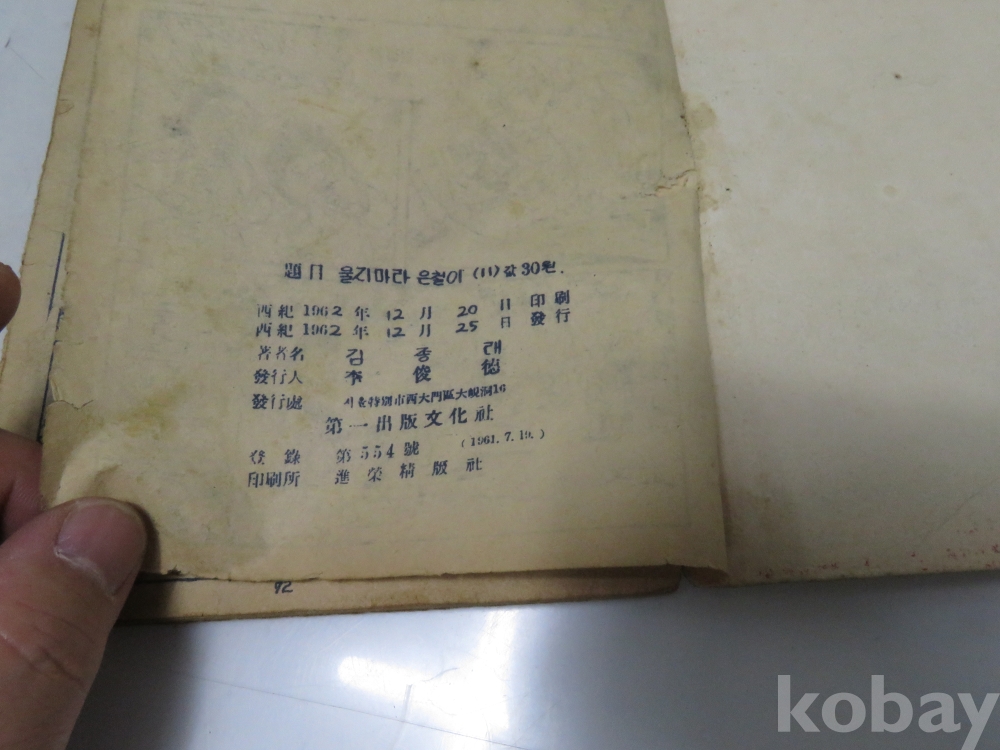 題目 울지마라 은철이 (11) 값 30원.
西紀 1962 年 12 月 20 日 印刷
西紀 1962 年 12 月 25 日 發行
著者名 김 종 래
發行人 李 俊 德
發行處 서울特別市西大門區大峴洞16
第一出版文化社
登錄 第554號 (1961.7.19.)
印刷所 進榮精版社
92
kobay